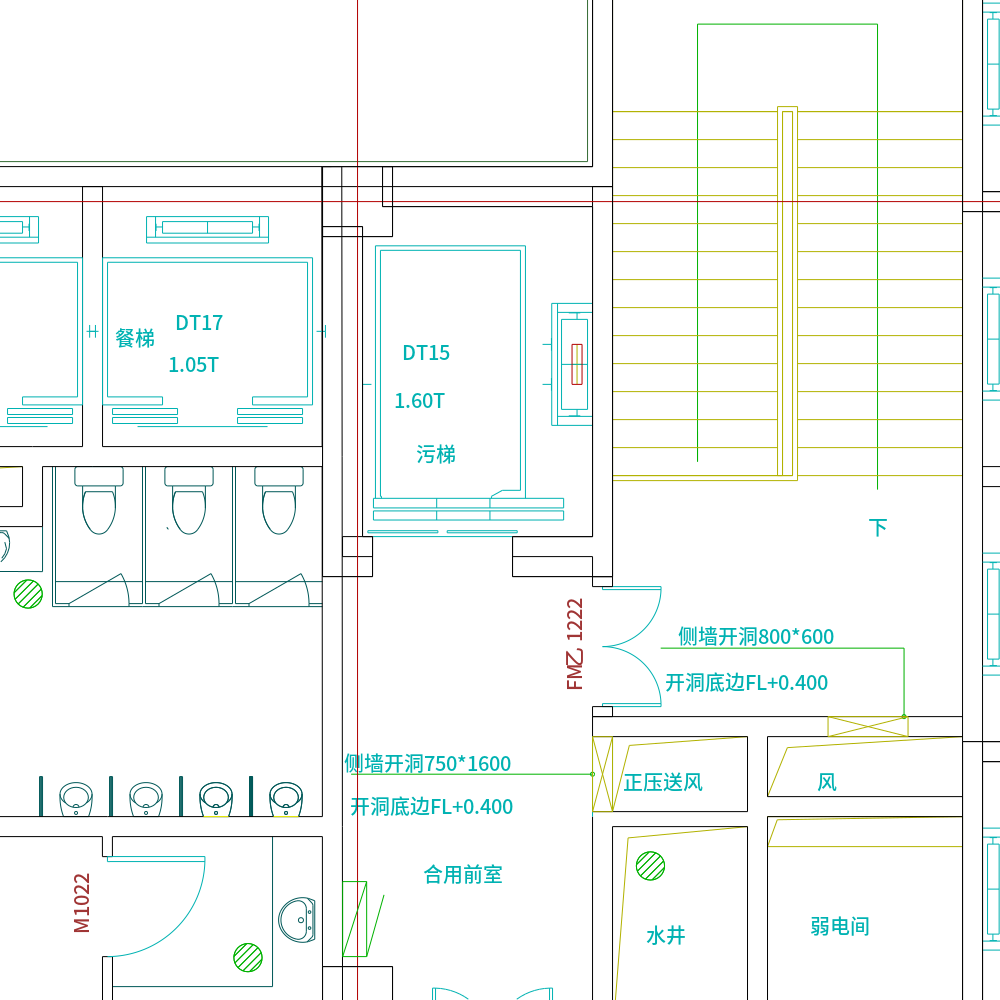 DT17
餐梯
1.05T
DT15
1.60T
污梯
下
FM乙 1222
侧墙开洞800*600
开洞底边FL+0.400
侧墙开洞750*1600
开洞底边FL+0.400
正压送风
风
合用前室
M1022
水井
弱电间